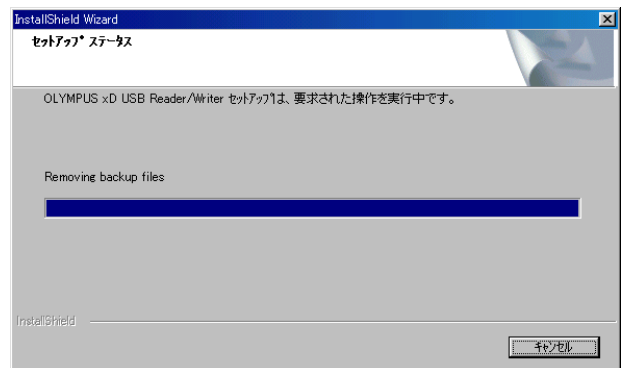 InstallShield Wizard
ｾｯﾄｱｯﾌﾟ ｽﾃｰﾀｽ
OLYMPUS xD USB Reader/Writer ｾｯﾄｱｯﾌﾟは、要求された操作を実行中です。
Removing backup files
InstallShield
ｷｬﾝｾﾙ